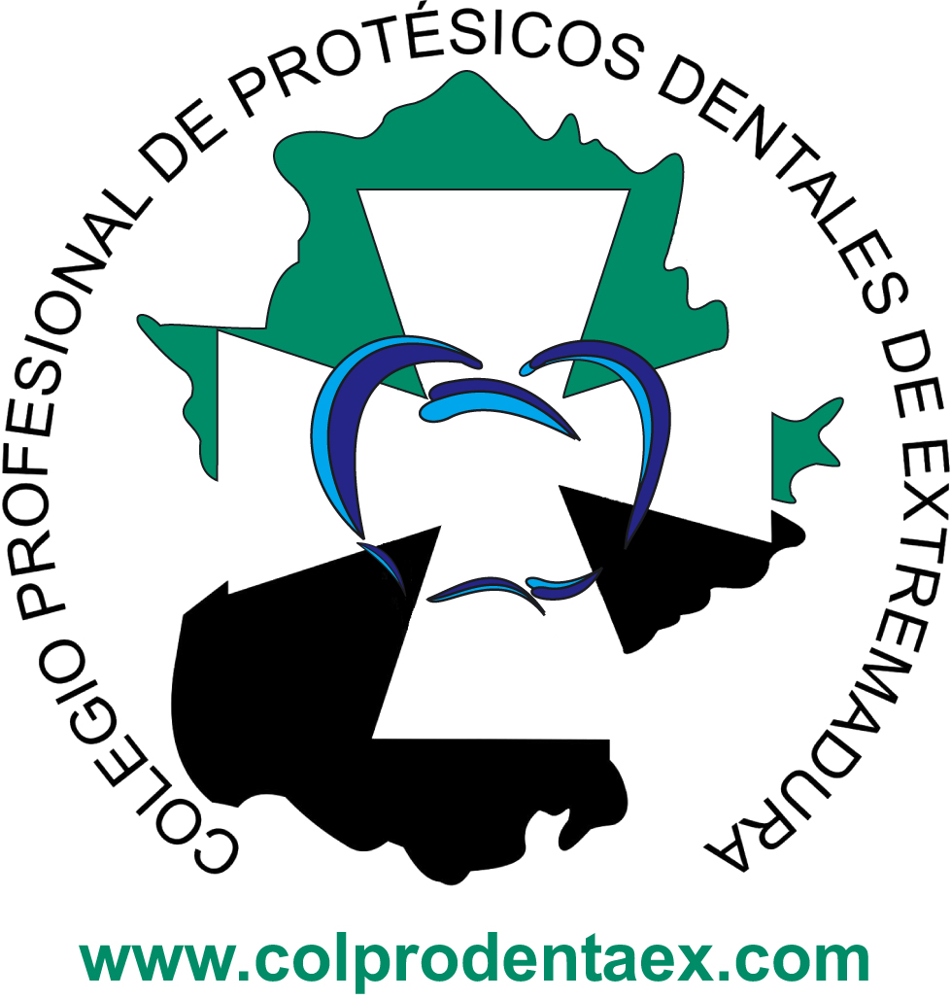 COLEGIO PROFESIONAL DE PROTÉSICOS DENTALES DE EXTREMADURA
www.colprodentaex.com